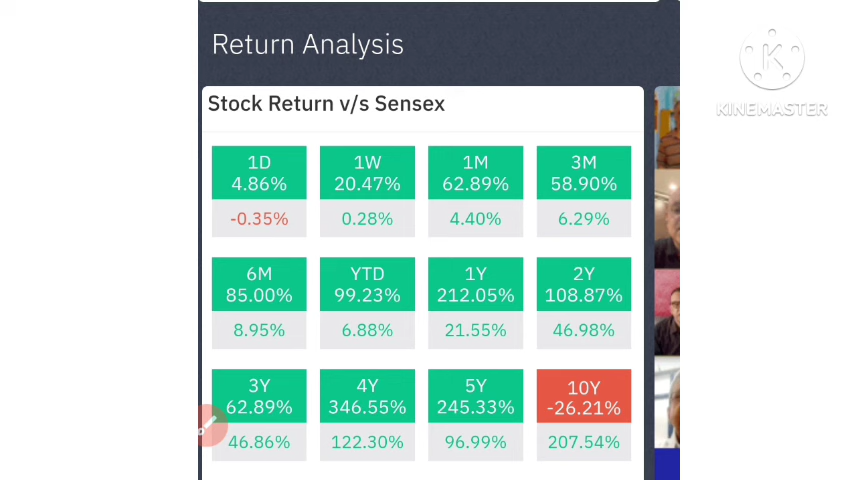 Return Analysis
KINEMASTER
Stock Return v/s Sensex
1D 1W 1M 3M
4.86% 20.47% 62.89% 58.90%
-0.35% 0.28% 4.40% 6.29%
6M YTD 1Y 2Y
85.00% 99.23% 212.05% 108.87%
8.95% 6.88% 21.55% 46.98%
3Y 4Y 5Y 10Y
62.89% 346.55% 245.33% -26.21%
46.86% 122.30% 96.99% 207.54%